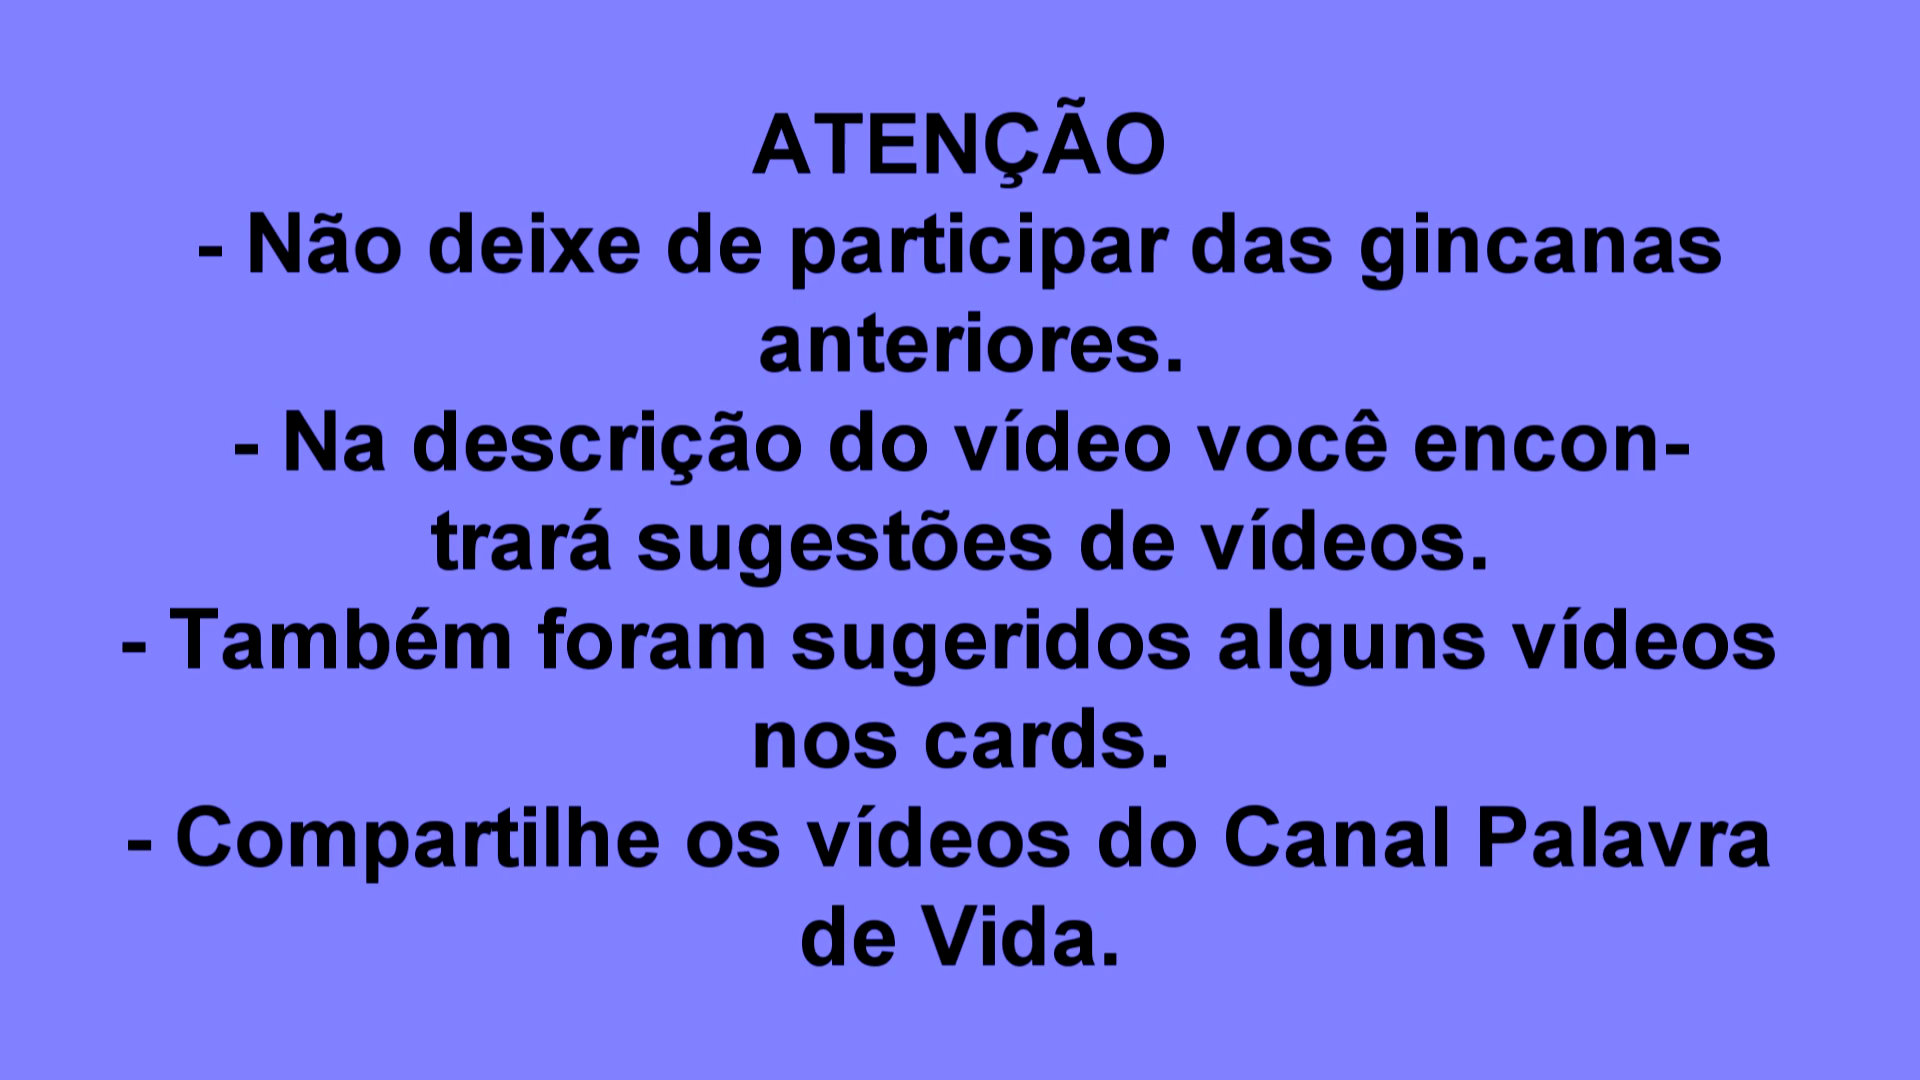 ATENÇÃO
- Não deixe de participar das gincanas
anteriores.
- Na descrição do vídeo você encon-
trará sugestões de vídeos.
- Também foram sugeridos alguns vídeos
nos cards.
- Compartilhe os vídeos do Canal Palavra
de Vida.